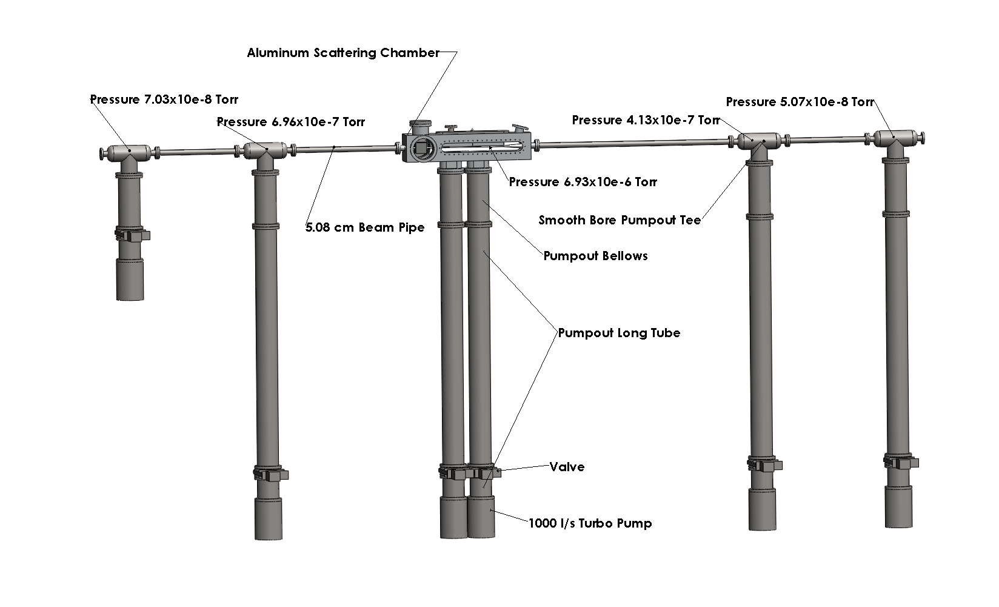 Aluminum Scattering Chamber
Pressure 7.03x10e-8 Torr
Pressure 5.07x10e-8 Torr
Pressure 6.96x10e-7 Torr
Pressure 4.13x10e-7 Torr
Pressure 6.93x10e-6 Torr
Smooth Bore Pumpout Tee
5.08 cm Beam Pipe
Pumpout Bellows
Pumpout Long Tube
Valve
1000 l/s Turbo Pump